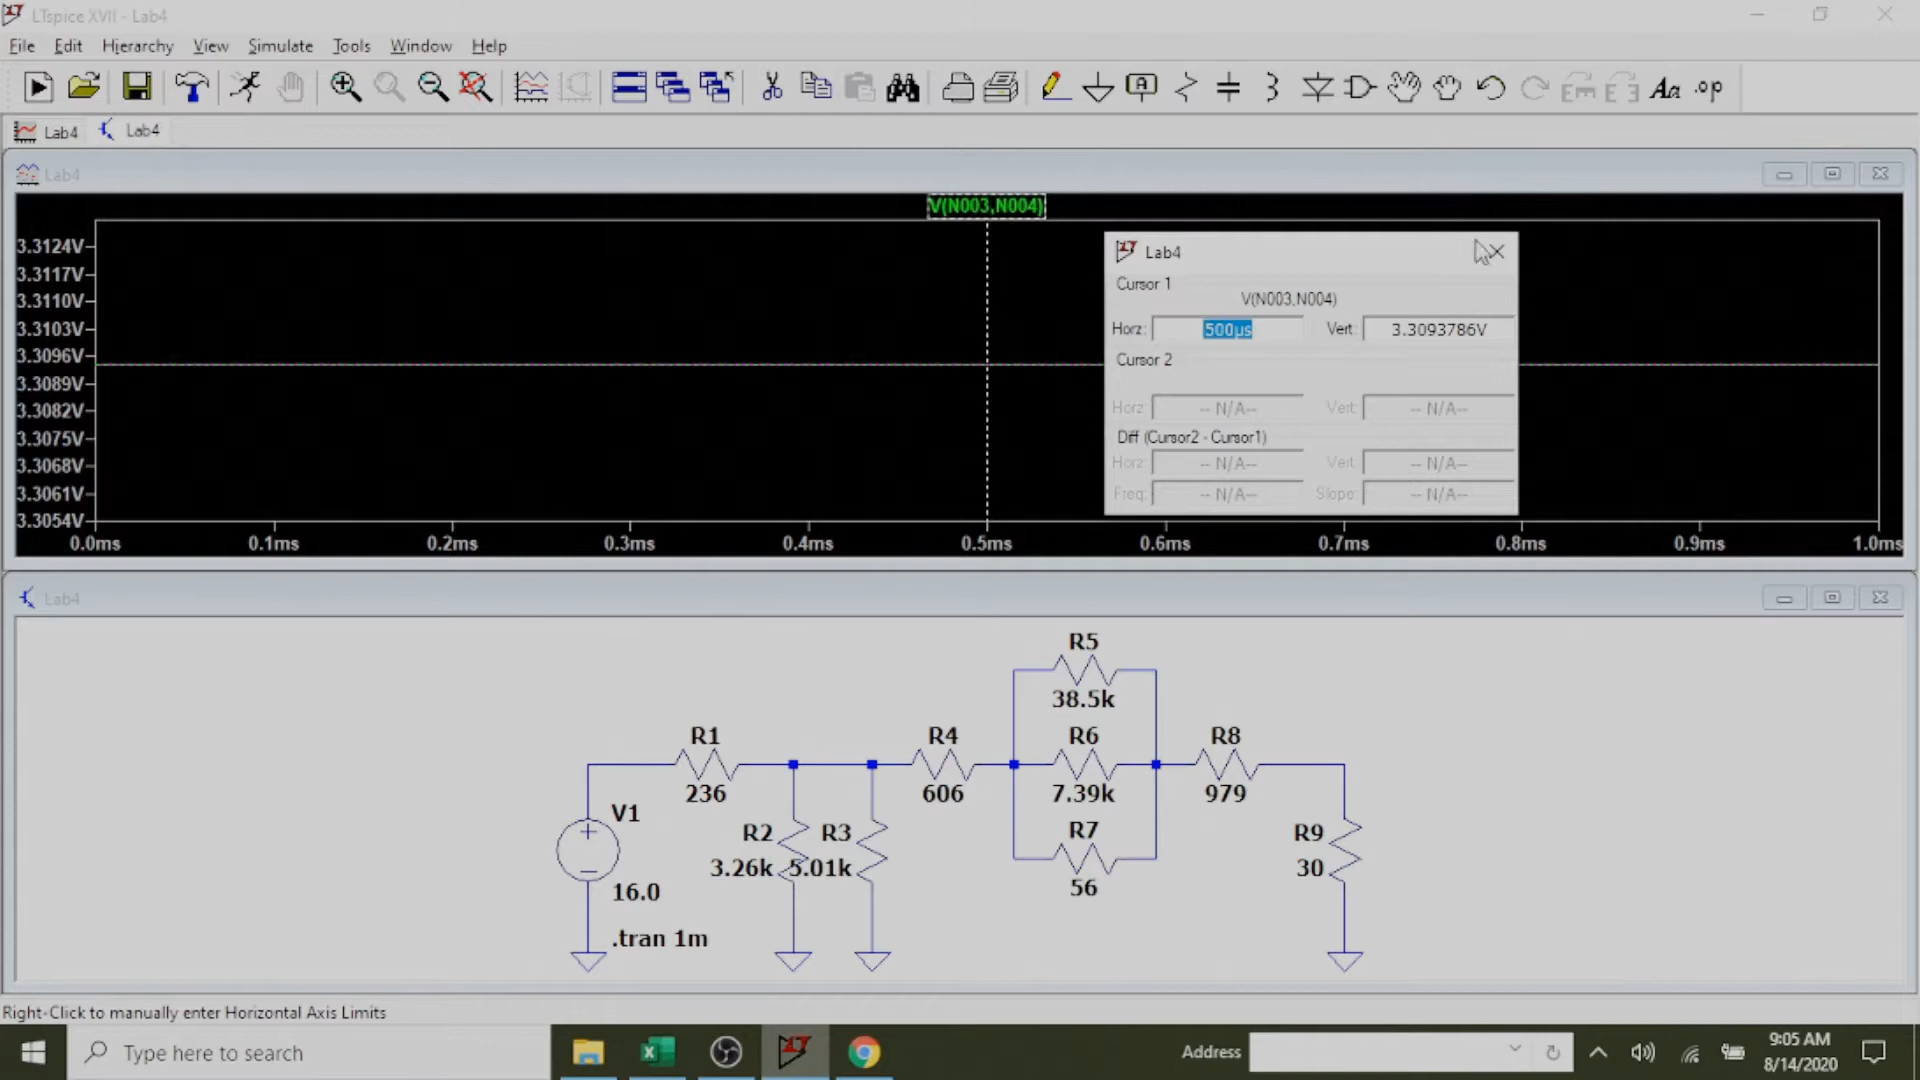 LTspice XVII - Lab4
File Edit Hierarchy View Simulate Tools Window Help
A Aa .op
Lab4 Lab4
Lab4
V(N003,N004)
3.3124V
3.3117V
3.3110V
3.3103V
3.3096V
3.3089V
3.3082V
3.3075V
3.3068V
3.3061V
3.3054V
0.0ms 0.1ms 0.2ms 0.3ms 0.4ms 0.5ms 0.6ms 0.7ms 0.8ms 0.9ms 1.0ms
Lab4
Cursor 1
V(N003,N004)
Horz: 500µs Vert: 3.3093786V
Cursor 2
Horz: -- N/A-- Vert: -- N/A--
Diff (Cursor2 - Cursor1)
Horz: -- N/A-- Vert: -- N/A--
Freq: -- N/A-- Slope: -- N/A--
Lab4
R5
38.5k
R1 R4 R6 R8
236 606 7.39k 979
V1
R2 R3 R7 R9
3.26k 5.01k 30
16.0 56
.tran 1m
Right-Click to manually enter Horizontal Axis Limits
Type here to search
Address
9:05 AM
8/14/2020